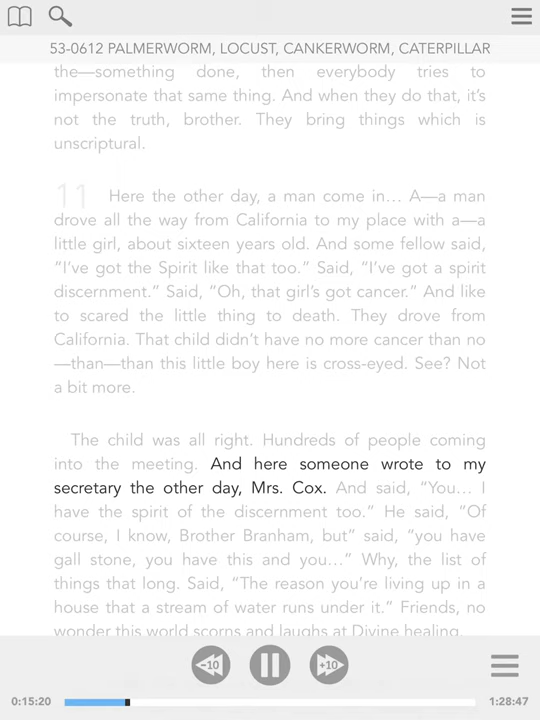 53-0612 PALMERWORM, LOCUST, CANKERWORM, CATERPILLAR
the—something done, then everybody tries to
impersonate that same thing. And when they do that, it’s
not the truth, brother. They bring things which is
unscriptural.
11 Here the other day, a man come in… A—a man
drove all the way from California to my place with a—a
little girl, about sixteen years old. And some fellow said,
“I’ve got the Spirit like that too.” Said, “I’ve got a spirit
discernment.” Said, “Oh, that girl’s got cancer.” And like
to scared the little thing to death. They drove from
California. That child didn’t have no more cancer than no
—than—than this little boy here is cross-eyed. See? Not
a bit more.
The child was all right. Hundreds of people coming
into the meeting. And here someone wrote to my
secretary the other day, Mrs. Cox. And said, “You… I
have the spirit of the discernment too.” He said, “Of
course, I know, Brother Branham, but” said, “you have
gall stone, you have this and you…” Why, the list of
things that long. Said, “The reason you’re living up in a
house that a stream of water runs under it.” Friends, no
wonder this world scorns and laughs at Divine healing.
-10 +10
0:15:20 1:28:47